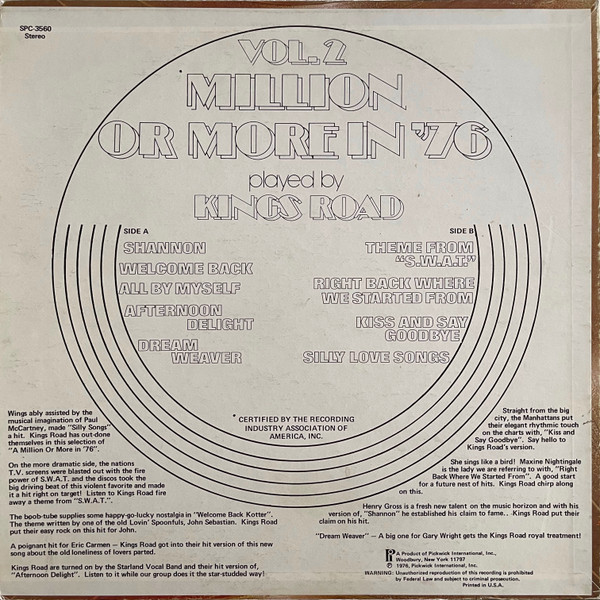 SPC-3560
Stereo
VOL. 2
MILLION
OR MORE IN '76
played by
KINGS ROAD
SIDE A
SHANNON
WELCOME BACK
ALL BY MYSELF
AFTERNOON
DELIGHT
DREAM
WEAVER
SIDE B
THEME FROM
"S.W.A.T."
RIGHT BACK WHERE
WE STARTED FROM
KISS AND SAY
GOODBYE
SILLY LOVE SONGS
CERTIFIED BY THE RECORDING
INDUSTRY ASSOCIATION OF
AMERICA, INC.
Wings ably assisted by the
musical imagination of Paul
McCartney, made "Silly Songs"
a hit. Kings Road has out-done
themselves in this selection of
"A Million Or More in '76".
On the more dramatic side, the nations
T.V. screens were blasted out with the fire
power of S.W.A.T. and the discos took the
big driving beat of this violent favorite and made
it a hit right on target! Listen to Kings Road fire
away a theme from "S.W.A.T.".
The boob-tube supplies some happy-go-lucky nostalgia in "Welcome Back Kotter".
The theme written by one of the old Lovin' Spoonfuls, John Sebastian. Kings Road
put their easy rock on this hit for John.
A poignant hit for Eric Carmen — Kings Road got into their hit version of this new
song about the old loneliness of lovers parted.
Kings Road are turned on by the Starland Vocal Band and their hit version of,
"Afternoon Delight". Listen to it while our group does it the star-studded way!
Straight from the big
city, the Manhattans put
their elegant rhythmic touch
on the charts with, "Kiss and
Say Goodbye". Say hello to
Kings Road's version.
She sings like a bird! Maxine Nightingale
is the lady we are referring to with, "Right
Back Where We Started From". A good start
for a future nest of hits. Kings Road chirp along
on this.
Henry Gross is a fresh new talent on the music horizon and with his
version of, "Shannon" he established his claim to fame... Kings Road put their
claim on his hit.
"Dream Weaver" — A big one for Gary Wright gets the Kings Road royal treatment!
A Product of Pickwick International, Inc.,
Woodbury, New York 11797
℗ 1976, Pickwick International, Inc.
WARNING: Unauthorized reproduction of this recording is prohibited
by Federal Law and subject to criminal prosecution.
Printed in U.S.A.